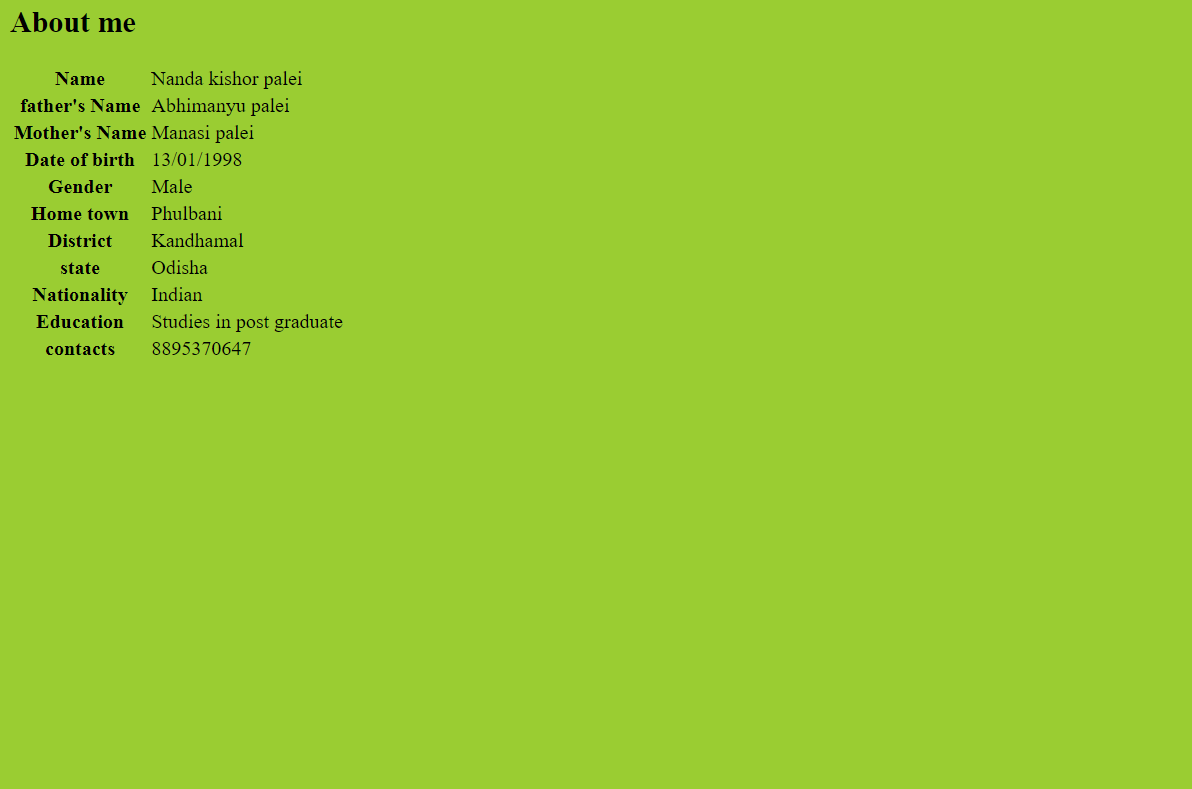 About me
Name Nanda kishor palei
father's Name Abhimanyu palei
Mother's Name Manasi palei
Date of birth 13/01/1998
Gender Male
Home town Phulbani
District Kandhamal
state Odisha
Nationality Indian
Education Studies in post graduate
contacts 8895370647